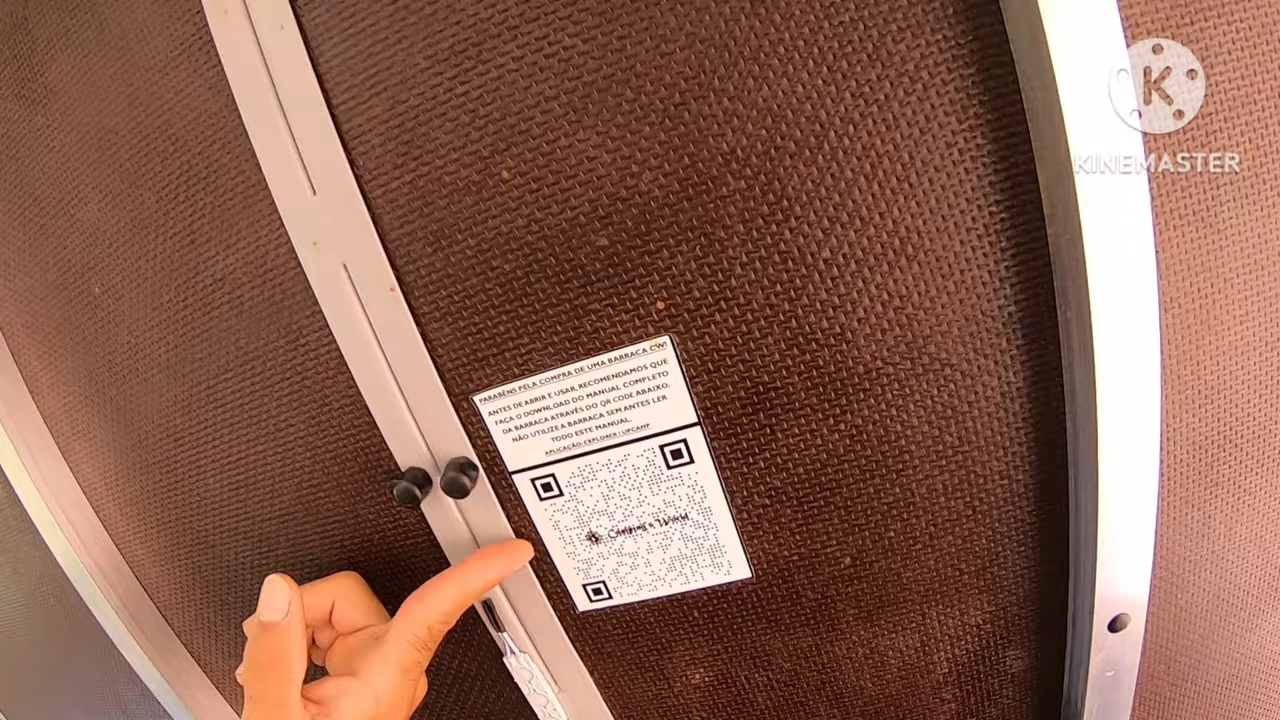 K
KINEMASTER
PARABÉNS PELA COMPRA DE UMA BARRACA CW!
ANTES DE ABRIR E USAR, RECOMENDAMOS QUE
FAÇA O DOWNLOAD DO MANUAL COMPLETO
DA BARRACA ATRAVÉS DO QR CODE ABAIXO.
NÃO UTILIZE A BARRACA SEM ANTES LER
TODO ESTE MANUAL.
APLICAÇÃO: EXPLORER / UPCAMP
Camping World